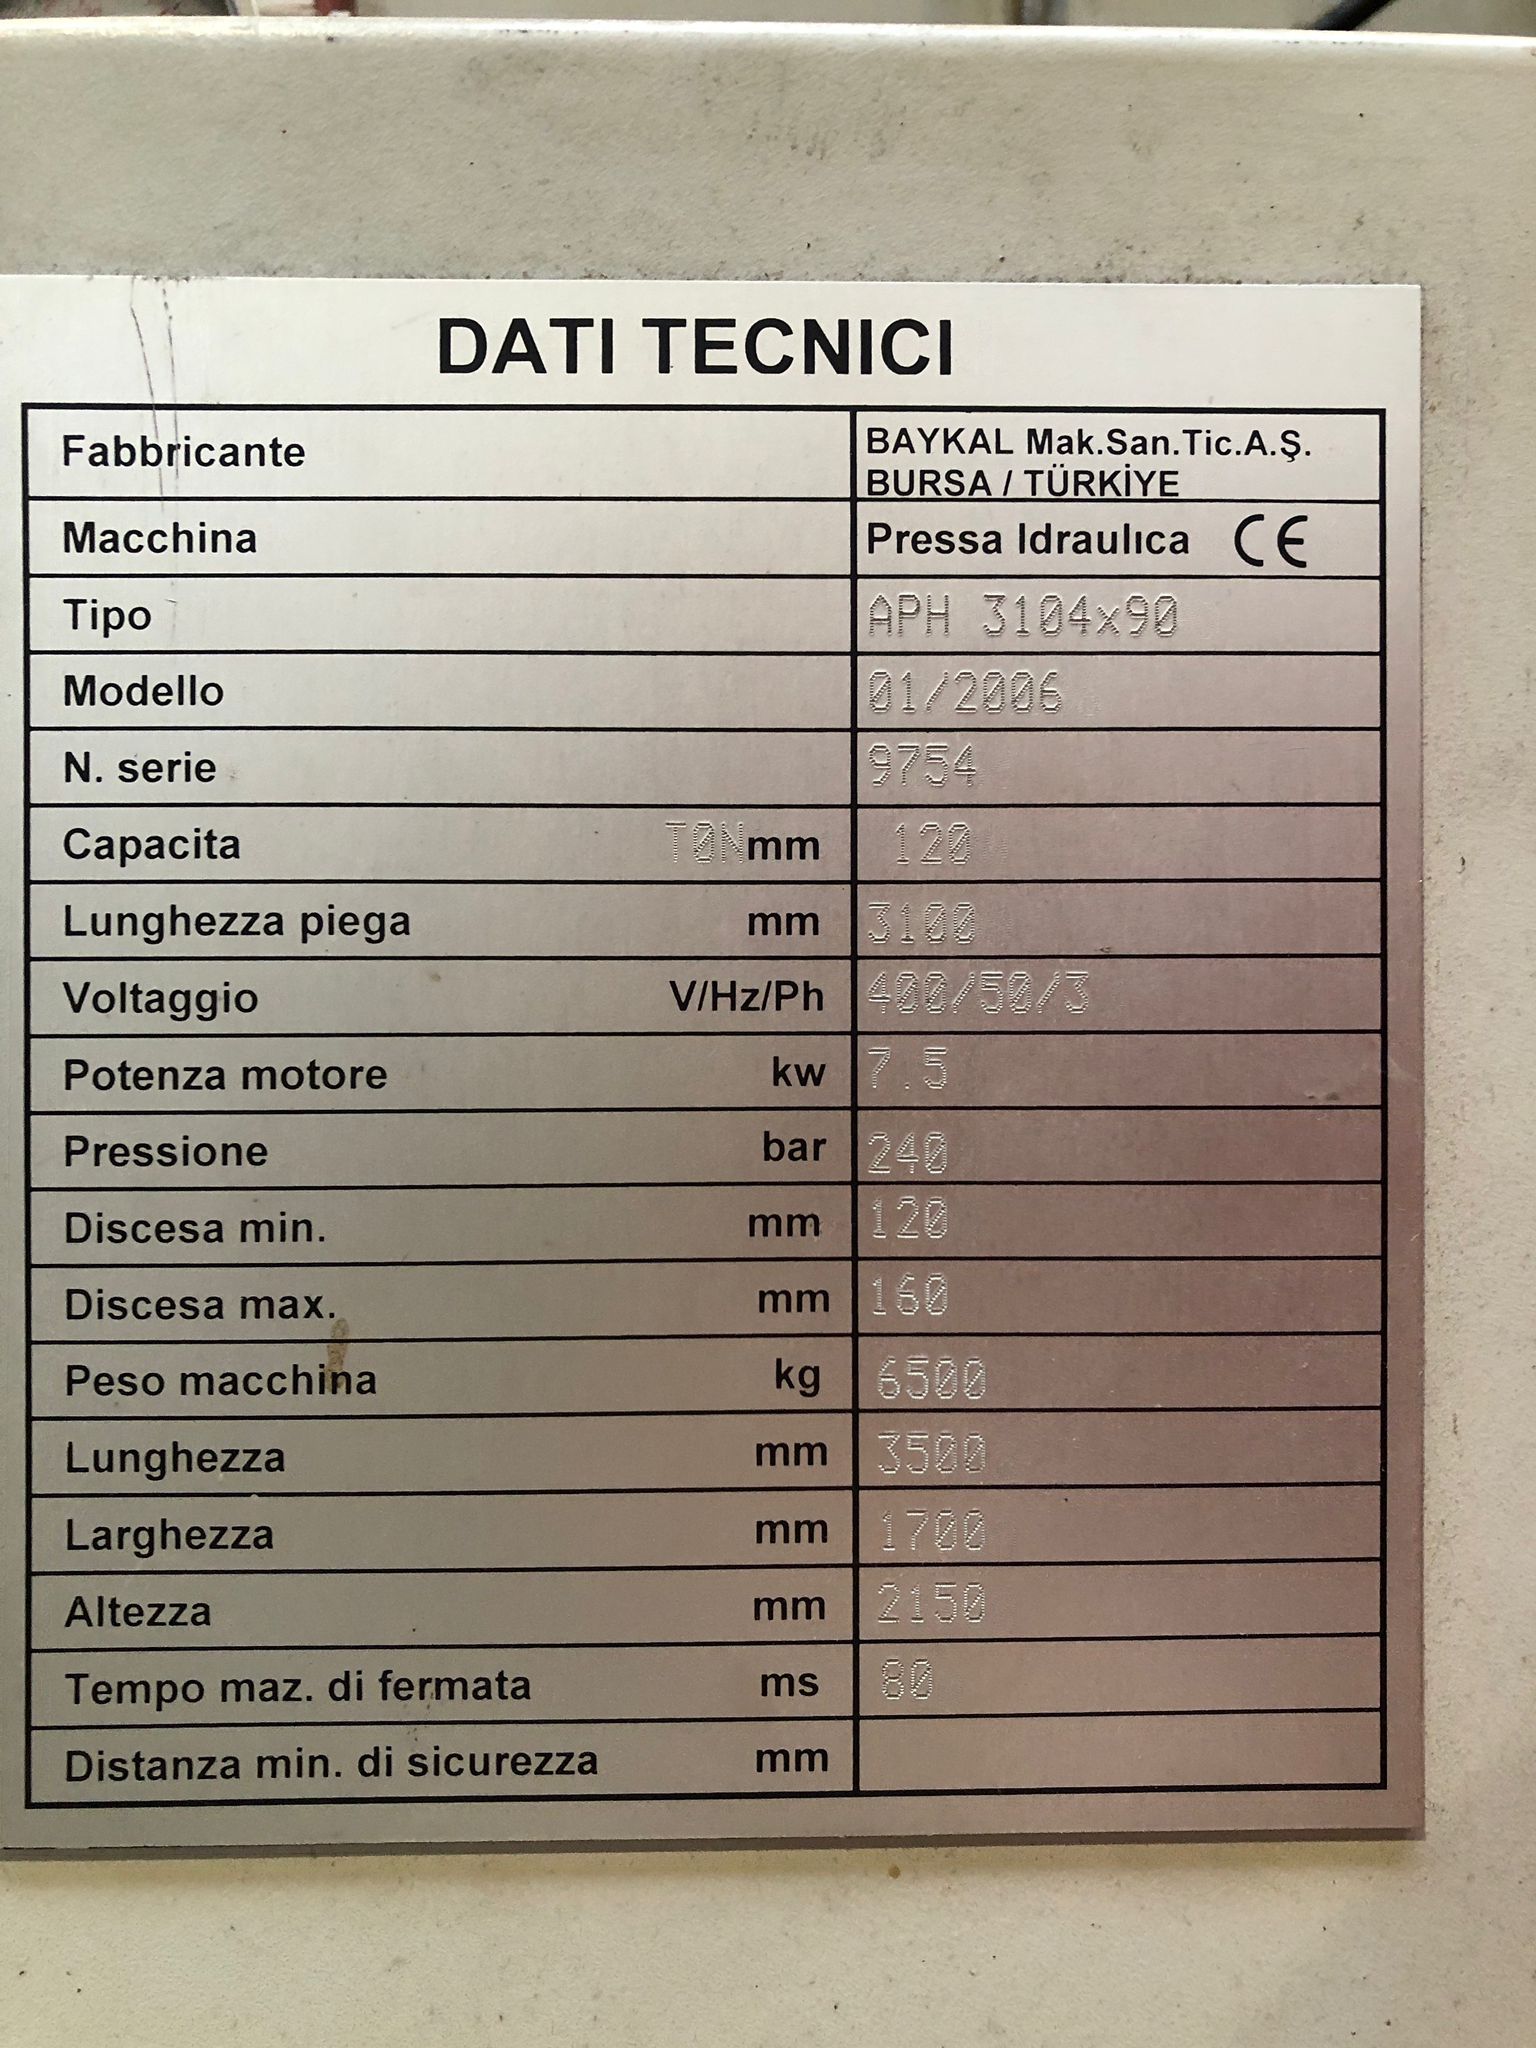 DATI TECNICI
Fabbricante BAYKAL Mak.San.Tic.A.Ş.
BURSA / TÜRKİYE
Macchina Pressa Idraulıca CE
Tipo APH 3104x90
Modello 01/2006
N. serie 9754
Capacita TONmm 120
Lunghezza piega mm 3100
Voltaggio V/Hz/Ph 400/50/3
Potenza motore kw 7.5
Pressione bar 240
Discesa min. mm 120
Discesa max. mm 160
Peso macchina kg 6500
Lunghezza mm 3500
Larghezza mm 1700
Altezza mm 2150
Tempo maz. di fermata ms 80
Distanza min. di sicurezza mm